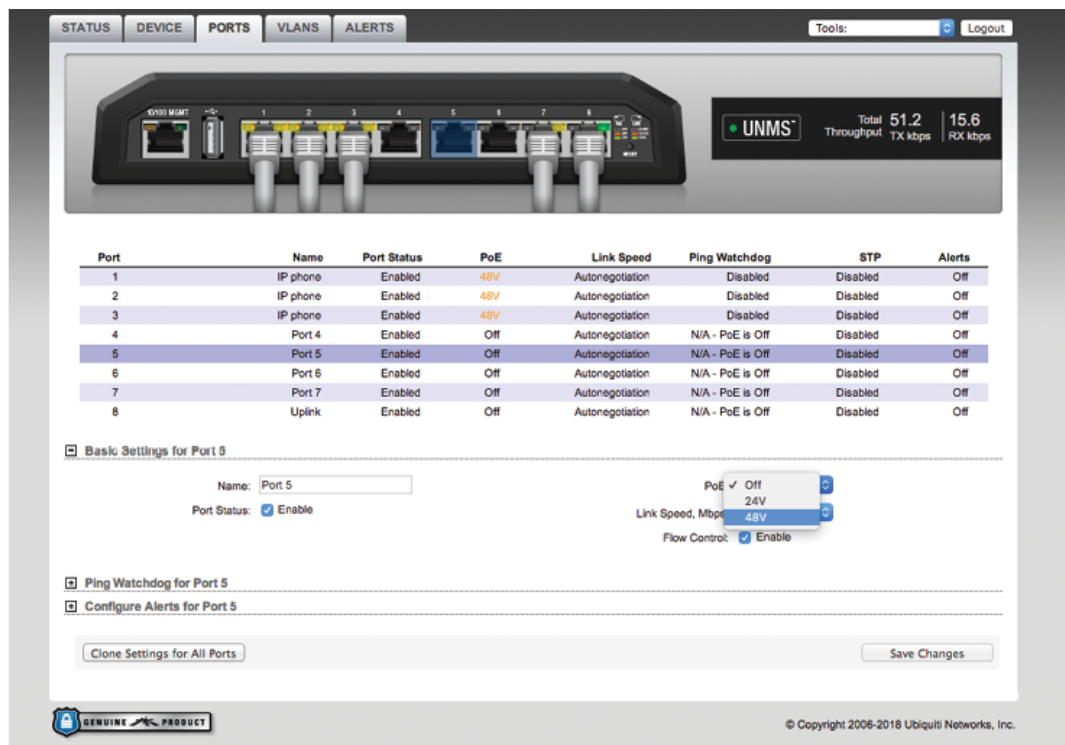 STATUS DEVICE PORTS VLANS ALERTS Tools: Logout
10/100 MGMT 1 2 3 4 5 6 7 8
RESET
UNMS Total Throughput 51.2 TX kbps 15.6 RX kbps
Port Name Port Status PoE Link Speed Ping Watchdog STP Alerts
1 IP phone Enabled 48V Autonegotiation Disabled Disabled Off
2 IP phone Enabled 48V Autonegotiation Disabled Disabled Off
3 IP phone Enabled 48V Autonegotiation Disabled Disabled Off
4 Port 4 Enabled Off Autonegotiation N/A - PoE is Off Disabled Off
5 Port 5 Enabled Off Autonegotiation N/A - PoE is Off Disabled Off
6 Port 6 Enabled Off Autonegotiation N/A - PoE is Off Disabled Off
7 Port 7 Enabled Off Autonegotiation N/A - PoE is Off Disabled Off
8 Uplink Enabled Off Autonegotiation N/A - PoE is Off Disabled Off
Basic Settings for Port 5
Name: Port 5 PoE ✓ Off
24V
Port Status: Enable Link Speed, Mbps 48V
Flow Control: Enable
Ping Watchdog for Port 5
Configure Alerts for Port 5
Clone Settings for All Ports Save Changes
GENUINE PRODUCT © Copyright 2006-2018 Ubiquiti Networks, Inc.